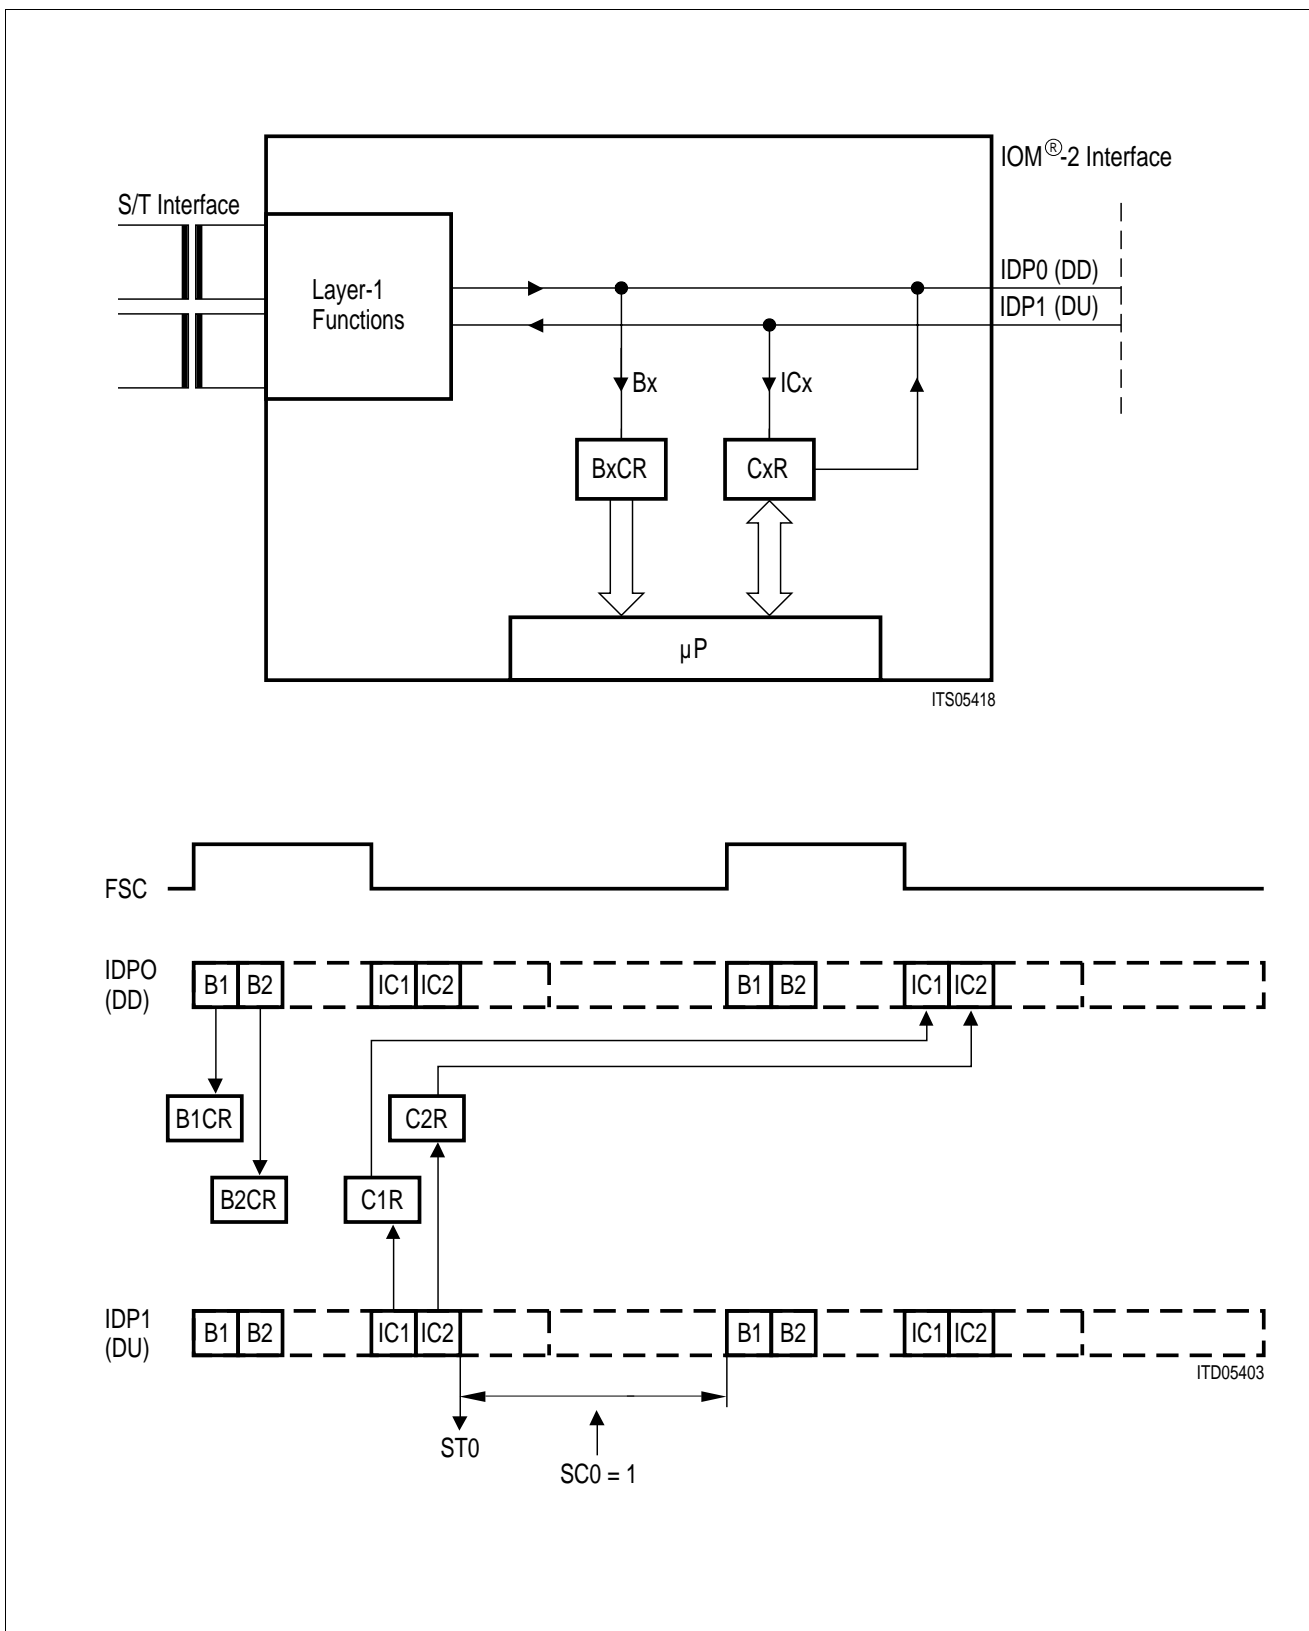 IOM®-2 Interface
S/T Interface
IDP0 (DD)
IDP1 (DU)
Layer-1
Functions
Bx
ICx
BxCR
CxR
µP
ITS05418
FSC
IDPO
(DD)
B1 B2 IC1 IC2 B1 B2 IC1 IC2
B1CR
C2R
B2CR
C1R
IDP1
(DU)
B1 B2 IC1 IC2 B1 B2 IC1 IC2
ITD05403
ST0
SC0 = 1